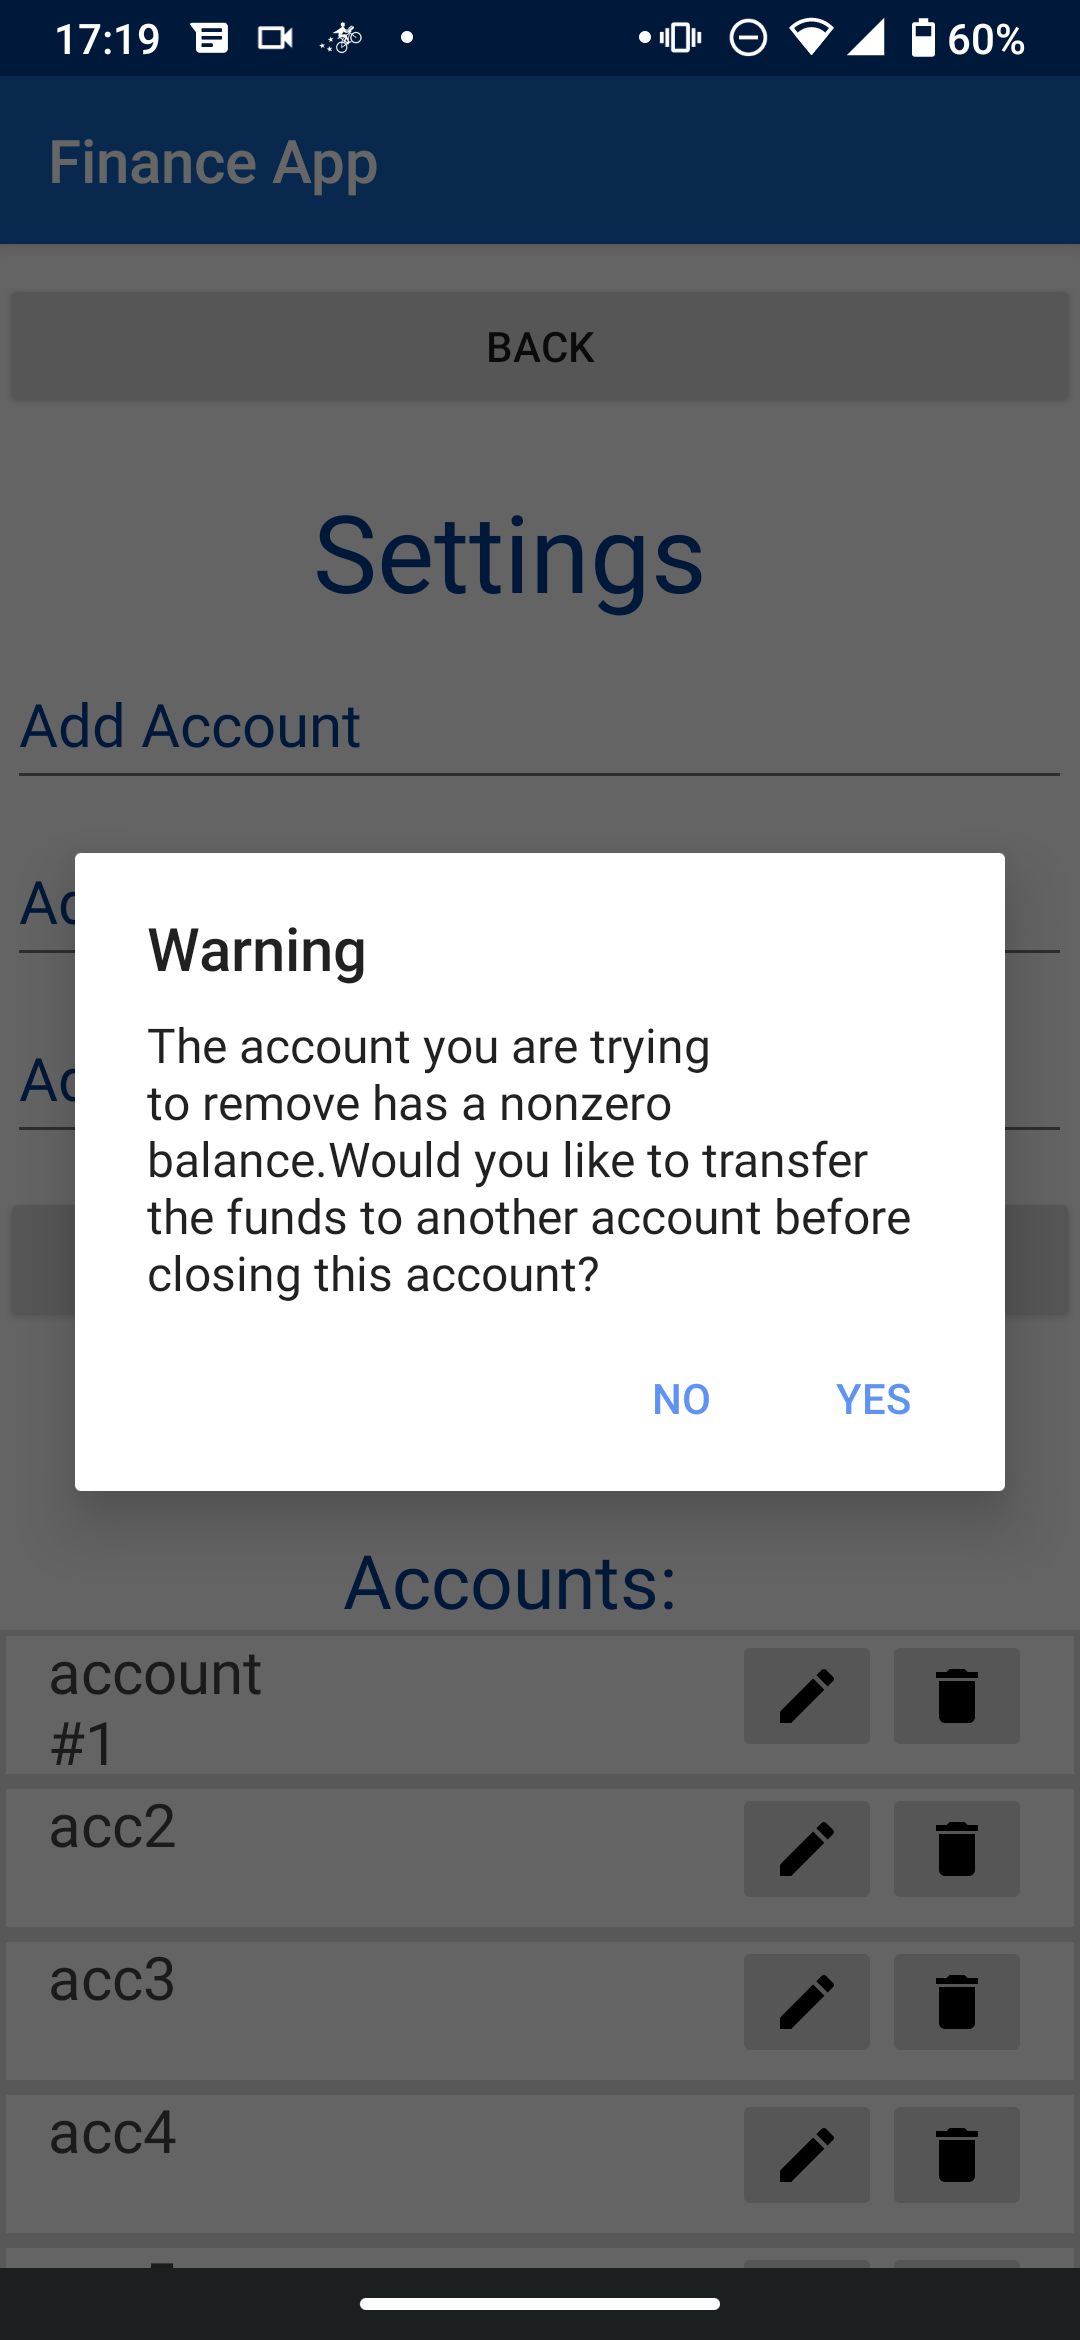 17:19
60%
Finance App
BACK
Settings
Add Account
Warning
The account you are trying
to remove has a nonzero
balance.Would you like to transfer
the funds to another account before
closing this account?
NO YES
Accounts:
account
#1
acc2
acc3
acc4